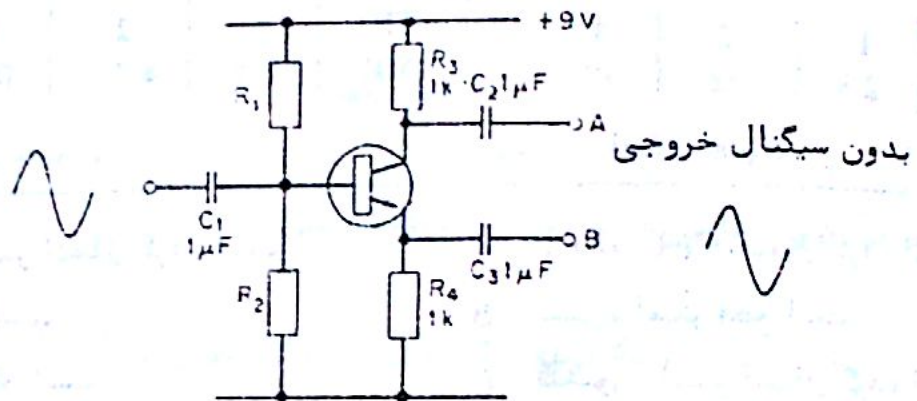 +9V
R₃
1k
C₂ 1μF
R₁
A
بدون سیگنال خروجی
C₁
1μF
B
C₃ 1μF
R₂
R₄
1k